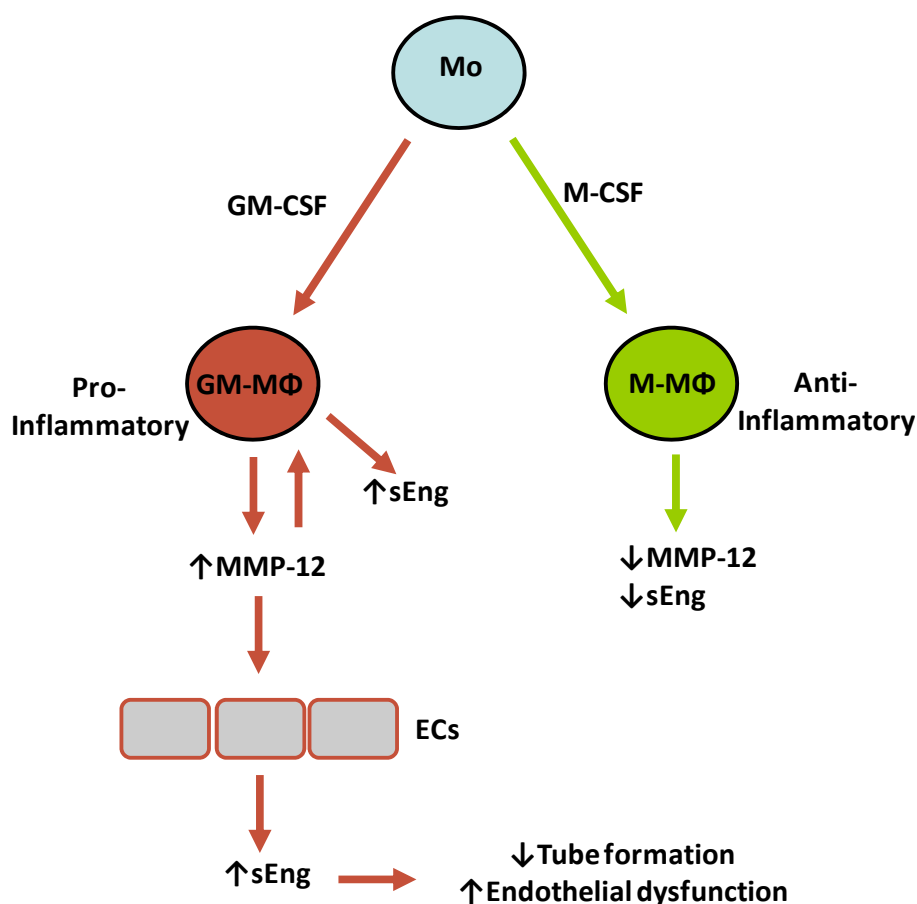 Mo
GM-CSF
M-CSF
Pro-
Inflammatory
GM-MΦ
M-MΦ
Anti-
Inflammatory
↑sEng
↑MMP-12
↓MMP-12
↓sEng
ECs
↑sEng
↓Tube formation
↑Endothelial dysfunction